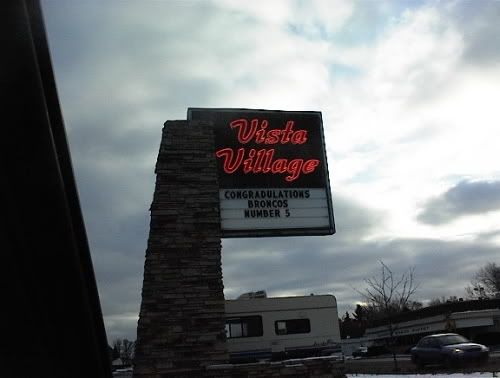 Vista
Village
CONGRADULATIONS
BRONCOS
NUMBER 5